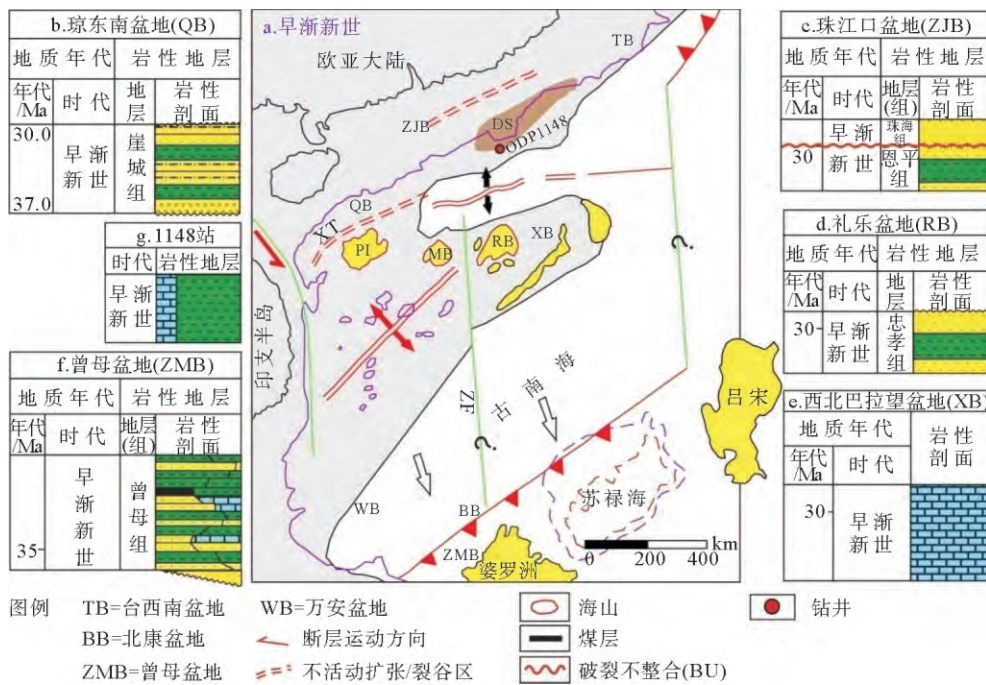 b.琼东南盆地(QB)
地质年代 岩性地层
年代/Ma 时代 地层 岩性剖面
30.0
早渐新世
崖城组
37.0
g.1148站
时代 岩性地层
早渐新世
f.曾母盆地(ZMB)
地质年代 岩性地层
年代/Ma 时代 地层(组) 岩性剖面
早渐新世
曾母组
35
a.早渐新世
欧亚大陆
TB
ZJB
DS
ODP1148
QB
XT
PI
MB
RB
XB
?
印支半岛
ZF
古南海
?
吕宋
WB
BB
苏禄海
ZMB
婆罗洲
km
0 200 400
c.珠江口盆地(ZJB)
地质年代 岩性地层
年代/Ma 时代 地层(组) 岩性剖面
早渐新世
珠海组
30
恩平组
d.礼乐盆地(RB)
地质年代 岩性地层
年代/Ma 时代 地层 岩性剖面
30
早渐新世
忠孝组
e.西北巴拉望盆地(XB)
地质年代 岩性剖面
年代/Ma 时代
30
早渐新世
图例 TB=台西南盆地 WB=万安盆地 海山 钻井
BB=北康盆地 断层运动方向 煤层
ZMB=曾母盆地 不活动扩张/裂谷区 破裂不整合(BU)